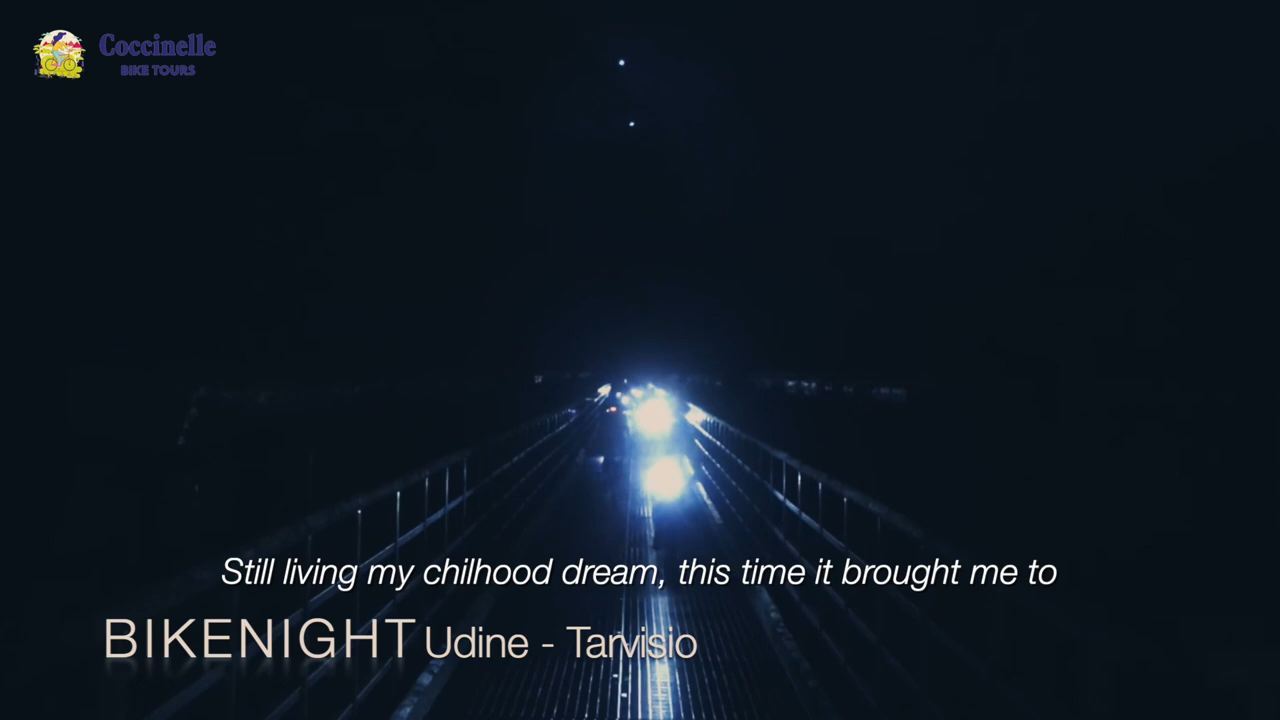 Coccinelle
BIKE TOURS
Still living my chilhood dream, this time it brought me to
BIKENIGHT Udine - Tarvisio